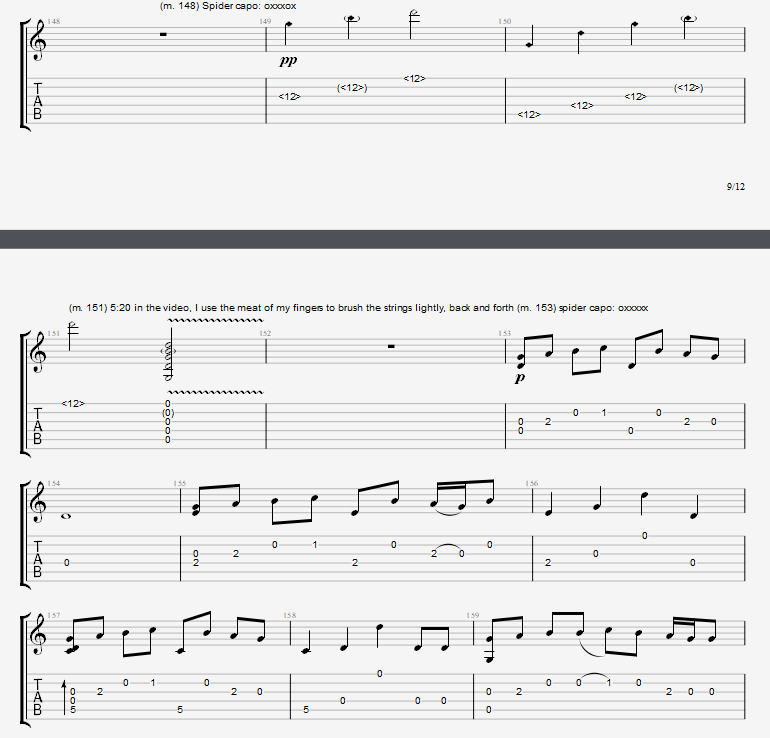 (m. 148) Spider capo: oxxxox
148 149 150
pp
<12>
T (<12>) (<12>)
A <12> <12>
<12>
B <12> <12>
9/12
(m. 151) 5:20 in the video, I use the meat of my fingers to brush the strings lightly, back and forth (m. 153) spider capo: oxxxx
151 152 153
p
<12> 0
T (0) 0 1 0
A 0 0 2 2 0
0 0 0
B 0
154 155 156
0
T 0 1 0 0
A 0 2 2 0 0
B 0 2 2 2 0
157 158 159
0
T 0 1 0 0 1 0
A 0 2 2 0 0 2 2 0 0
0 0 0 0
B 5 5 5 0